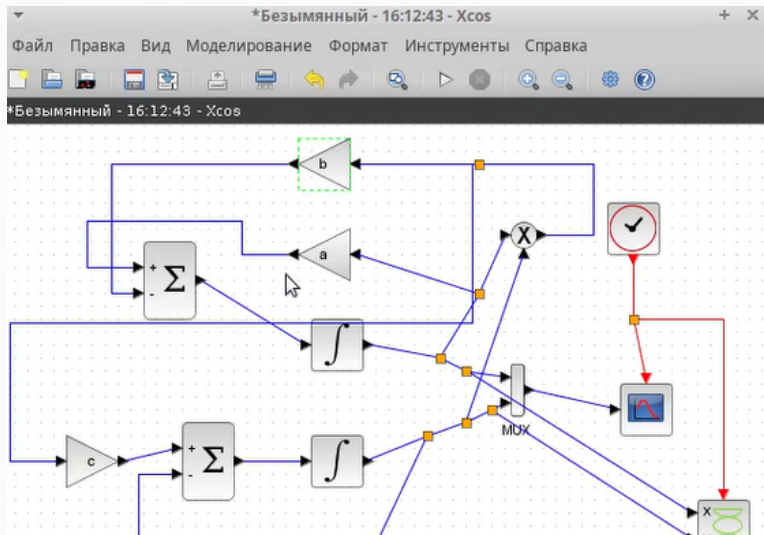 *Безымянный - 16:12:43 - Xcos
Файл Правка Вид Моделирование Формат Инструменты Справка
*Безымянный - 16:12:43 - Xcos
b
a
X
+
Σ
-
∫
MUX
+
Σ
-
∫
c
X